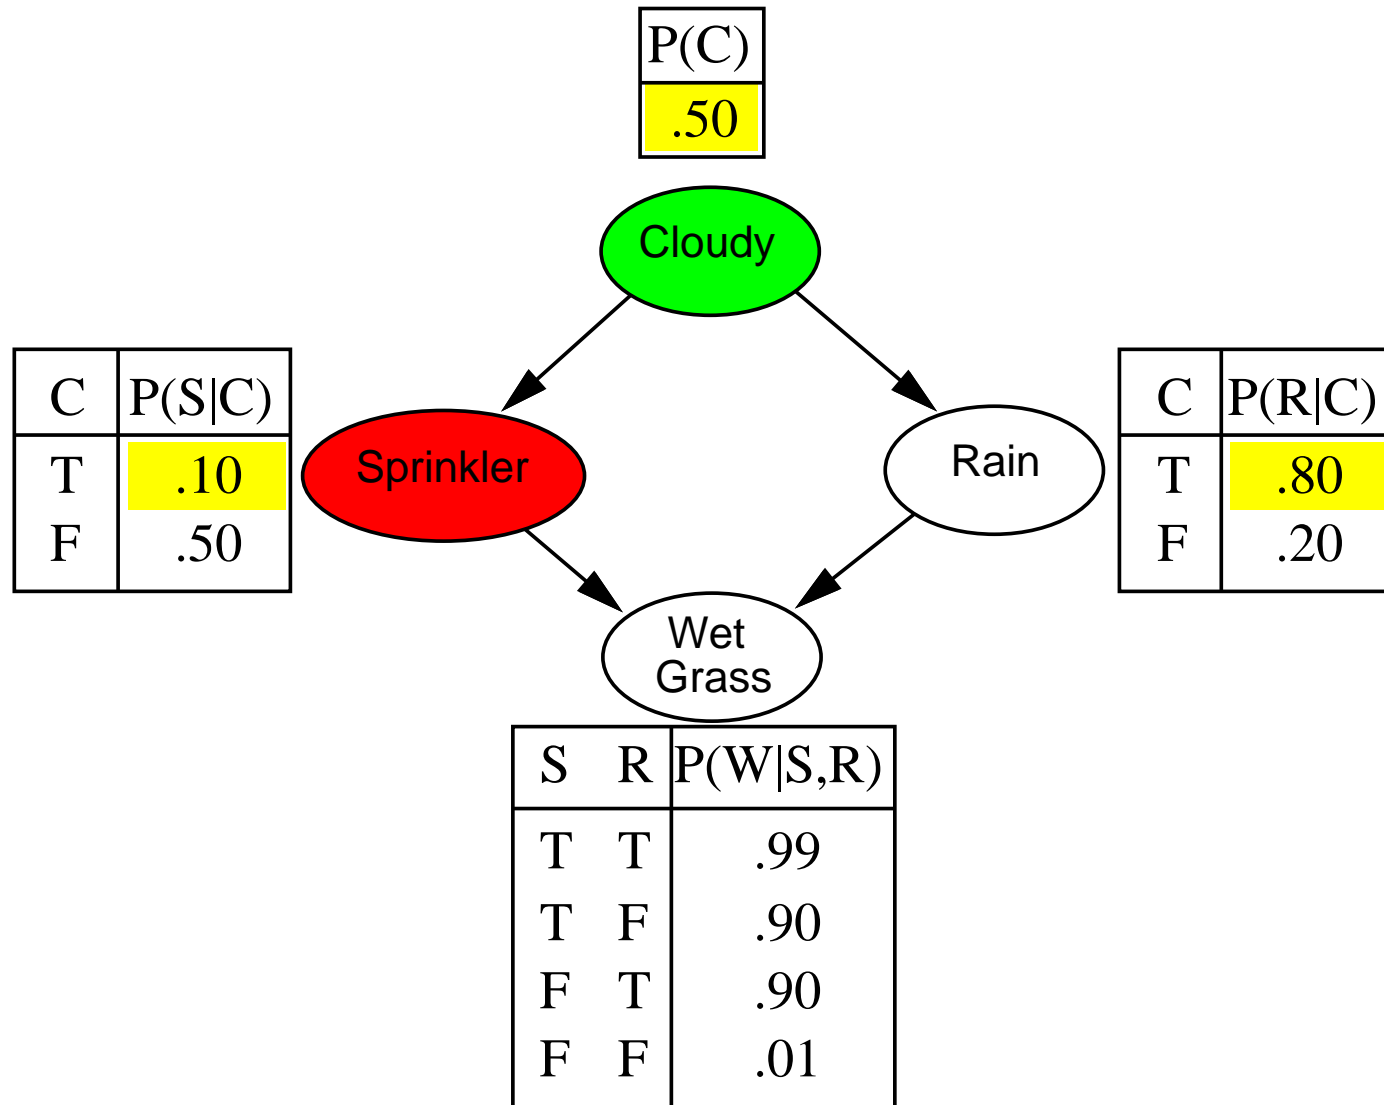 P(C)
.50
Cloudy
C P(S|C)
T .10
F .50
Sprinkler
Rain
C P(R|C)
T .80
F .20
Wet
Grass
S R P(W|S,R)
T T .99
T F .90
F T .90
F F .01